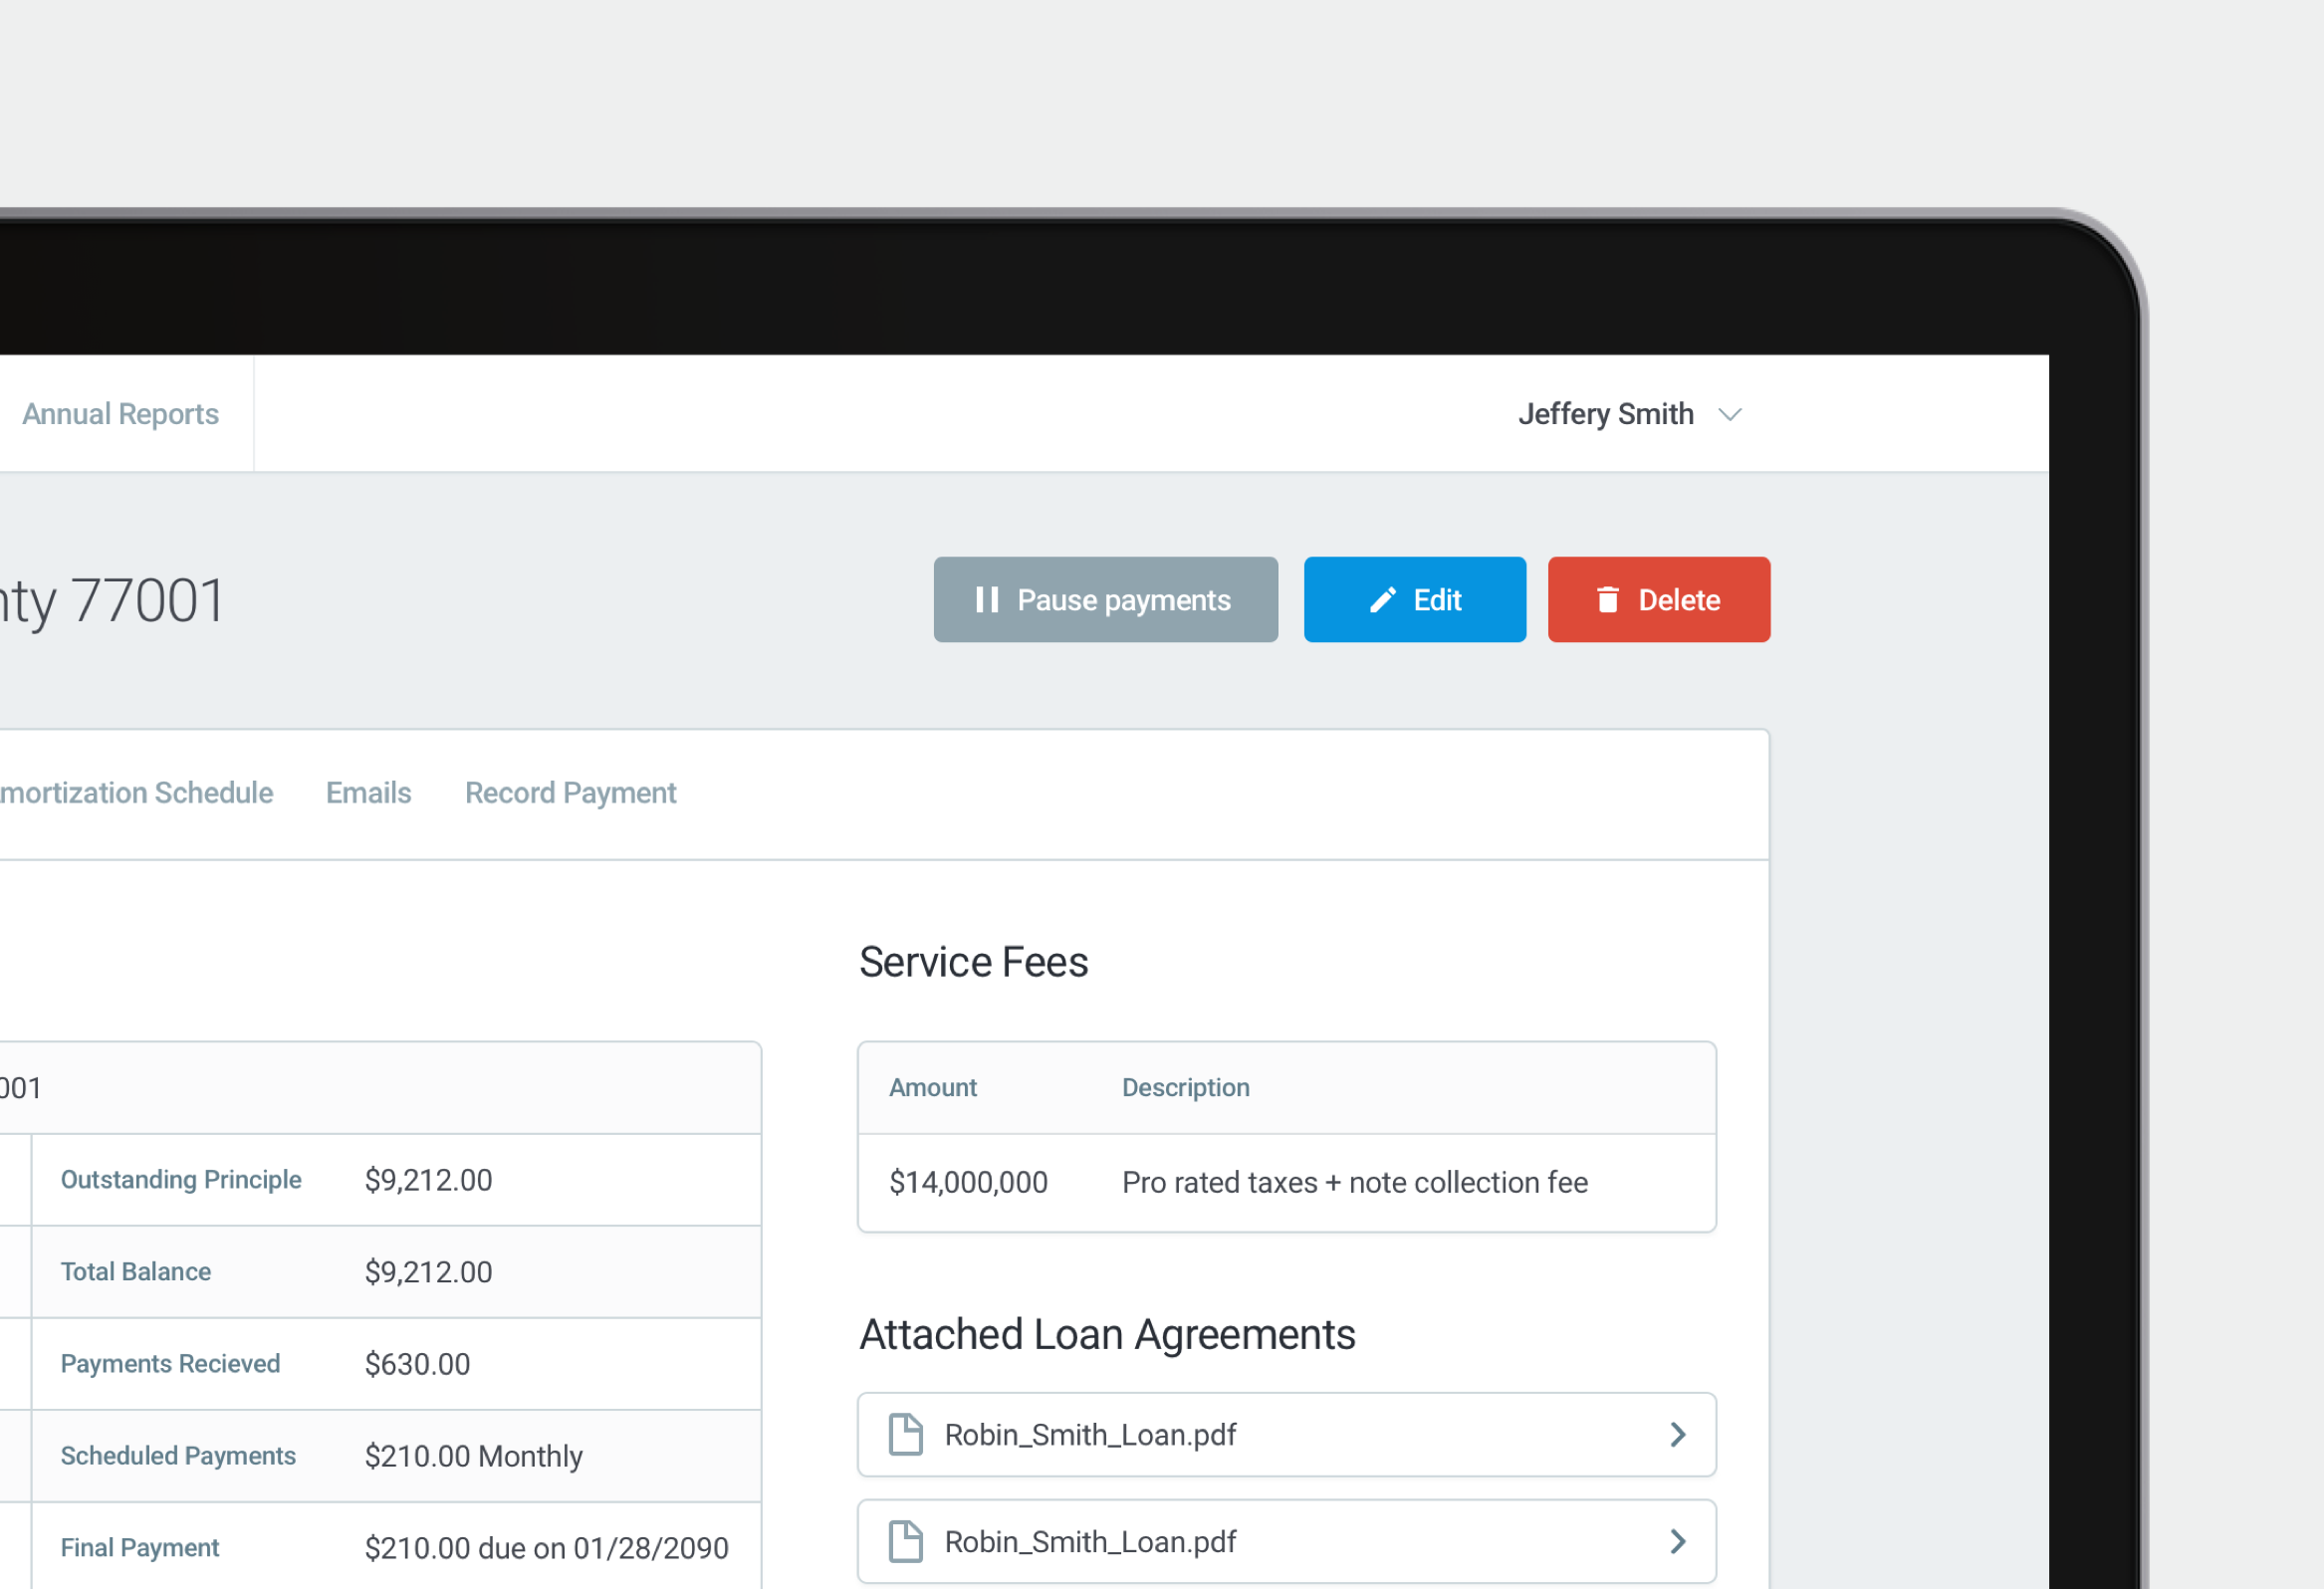 Annual Reports
Jeffery Smith
nty 77001
Pause payments
Edit
Delete
mortization Schedule
Emails
Record Payment
Service Fees
001
Amount
Description
Outstanding Principle
$9,212.00
$14,000,000
Pro rated taxes + note collection fee
Total Balance
$9,212.00
Attached Loan Agreements
Payments Recieved
$630.00
Robin_Smith_Loan.pdf
Scheduled Payments
$210.00 Monthly
Robin_Smith_Loan.pdf
Final Payment
$210.00 due on 01/28/2090